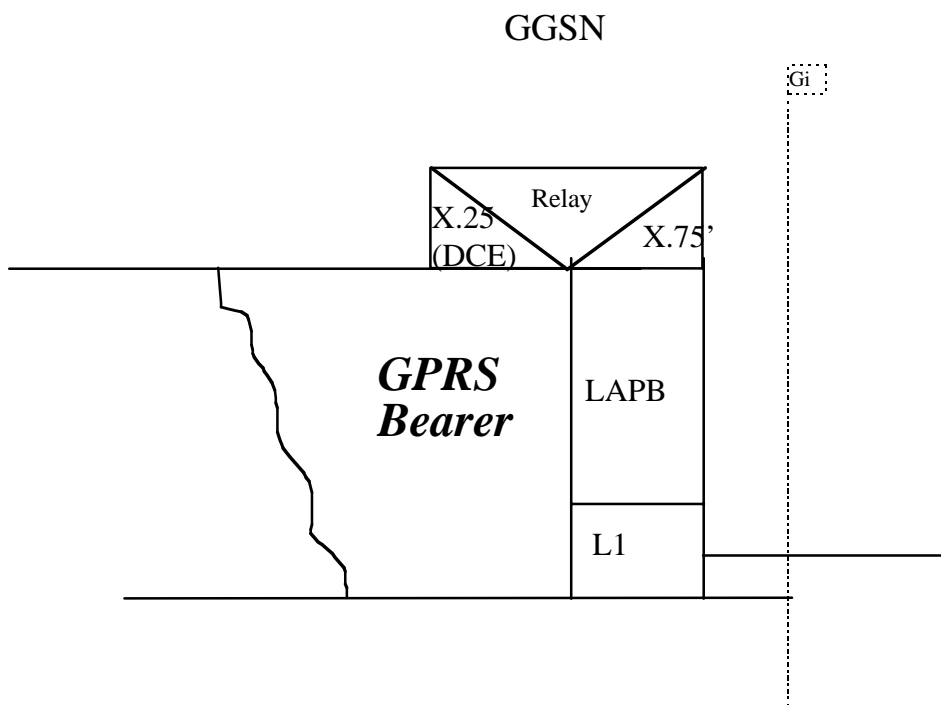 GGSN
Gi
Relay
X.25
(DCE)
X.75’
GPRS
Bearer
LAPB
L1